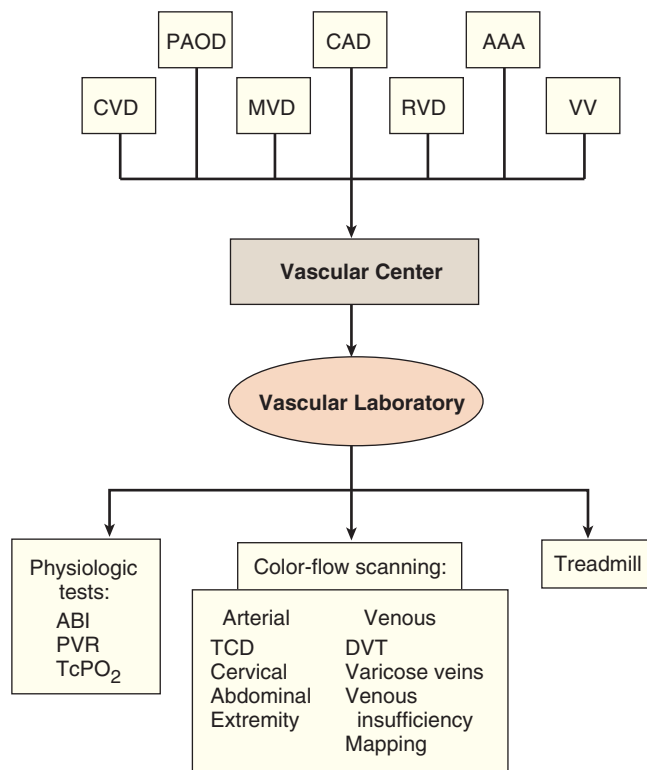 PAOD
CAD
AAA
CVD
MVD
RVD
VV
Vascular Center
Vascular Laboratory
Physiologic
tests:
ABI
PVR
TcPO₂
Color-flow scanning:
Arterial
TCD
Cervical
Abdominal
Extremity
Venous
DVT
Varicose veins
Venous
insufficiency
Mapping
Treadmill